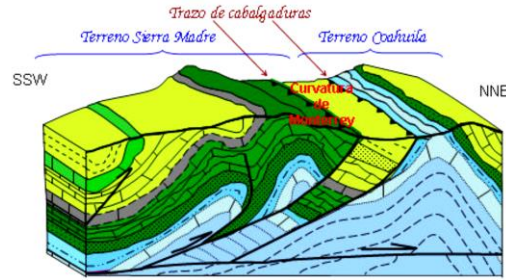 Trazo de cabalgaduras
Terreno Sierra Madre
Terreno Coahuila
SSW
NNE
Curvatura
de
Monterrey